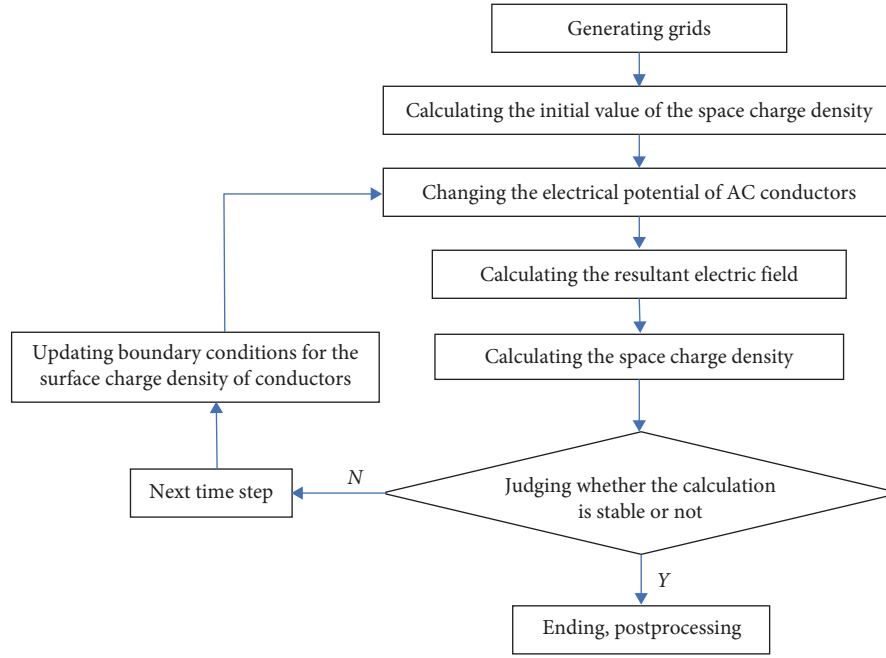 Generating grids
Calculating the initial value of the space charge density
Changing the electrical potential of AC conductors
Calculating the resultant electric field
Updating boundary conditions for the
surface charge density of conductors
Calculating the space charge density
Next time step
N
Judging whether the calculation
is stable or not
Y
Ending, postprocessing